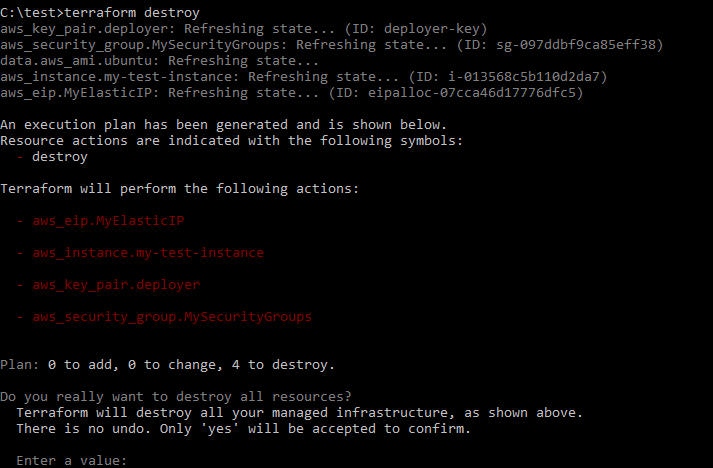 C:\test>terraform destroy
aws_key_pair.deployer: Refreshing state... (ID: deployer-key)
aws_security_group.MySecurityGroups: Refreshing state... (ID: sg-097ddbf9ca85eff38)
data.aws_ami.ubuntu: Refreshing state...
aws_instance.my-test-instance: Refreshing state... (ID: i-013568c5b110d2da7)
aws_eip.MyElasticIP: Refreshing state... (ID: eipalloc-07cca46d17776dfc5)
An execution plan has been generated and is shown below.
Resource actions are indicated with the following symbols:
  - destroy
Terraform will perform the following actions:
  - aws_eip.MyElasticIP
  - aws_instance.my-test-instance
  - aws_key_pair.deployer
  - aws_security_group.MySecurityGroups
Plan: 0 to add, 0 to change, 4 to destroy.
Do you really want to destroy all resources?
  Terraform will destroy all your managed infrastructure, as shown above.
  There is no undo. Only 'yes' will be accepted to confirm.
  Enter a value: